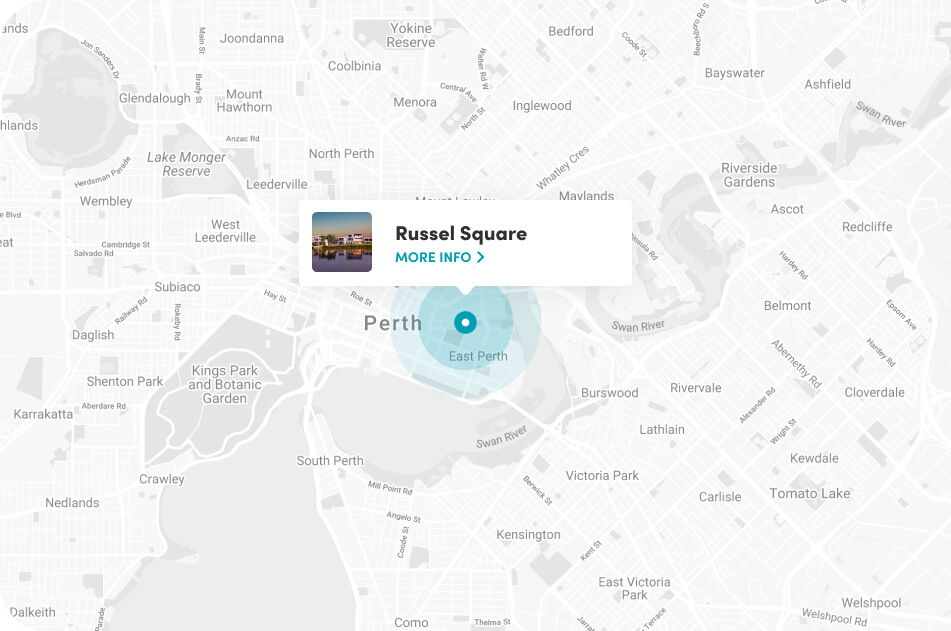 ands
Jon Sanders Dr
Main St
Joondanna
Yokine
Reserve
Bedford
Coode St
Beechboro Rd S
Coolbinia
Walter Rd W
Bayswater
Ashfield
Glendalough
Brady St
Mount
Hawthorn
Menora
Central Ave
North St
Inglewood
Swan River
hlands
Anzac Rd
Lake Monger
Reserve
North Perth
Whatley Cres
Riverside
Gardens
Herdsman Parade
Leederville
Wembley
Maylands
Ascot
e Blvd
West
Leederville
Redcliffe
eat
Cambridge St
Salvado Rd
Russel Square
MORE INFO
ninsula Rd
Hardey Rd
Subiaco
Hay St
Roe St
Railway Rd
Rokeby Rd
Belmont
Epsom Ave
Perth
Swan River
Daglish
East Perth
Abernethy Rd
Hardey Rd
Kings Park
and Botanic
Garden
Shenton Park
Burswood
Rivervale
Cloverdale
Aberdare Rd
Karrakatta
Alexander Rd
Swan River
Lathlain
Wright St
South Perth
Kewdale
Crawley
Mill Point Rd
Victoria Park
Berwick St
Carlisle
Tomato Lake
Nedlands
Angelo St
Coode St
Kensington
Kent St
East Victoria
Park
Dalkeith
Parade
Como
Thelma St
Terrace
Welshpool
Welshpool Rd